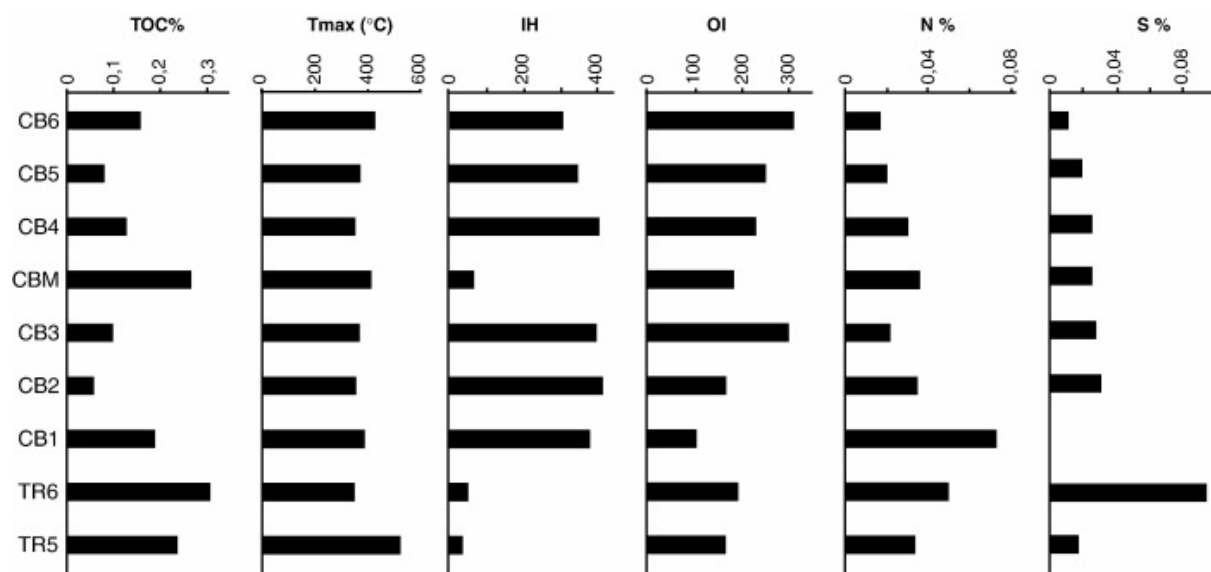 TOC% Tmax (°C) IH OI N % S %
0 0,1 0,2 0,3 0 200 400 600 0 200 400 0 100 200 300 0 0,04 0,08 0 0,04 0,08
CB6
CB5
CB4
CBM
CB3
CB2
CB1
TR6
TR5